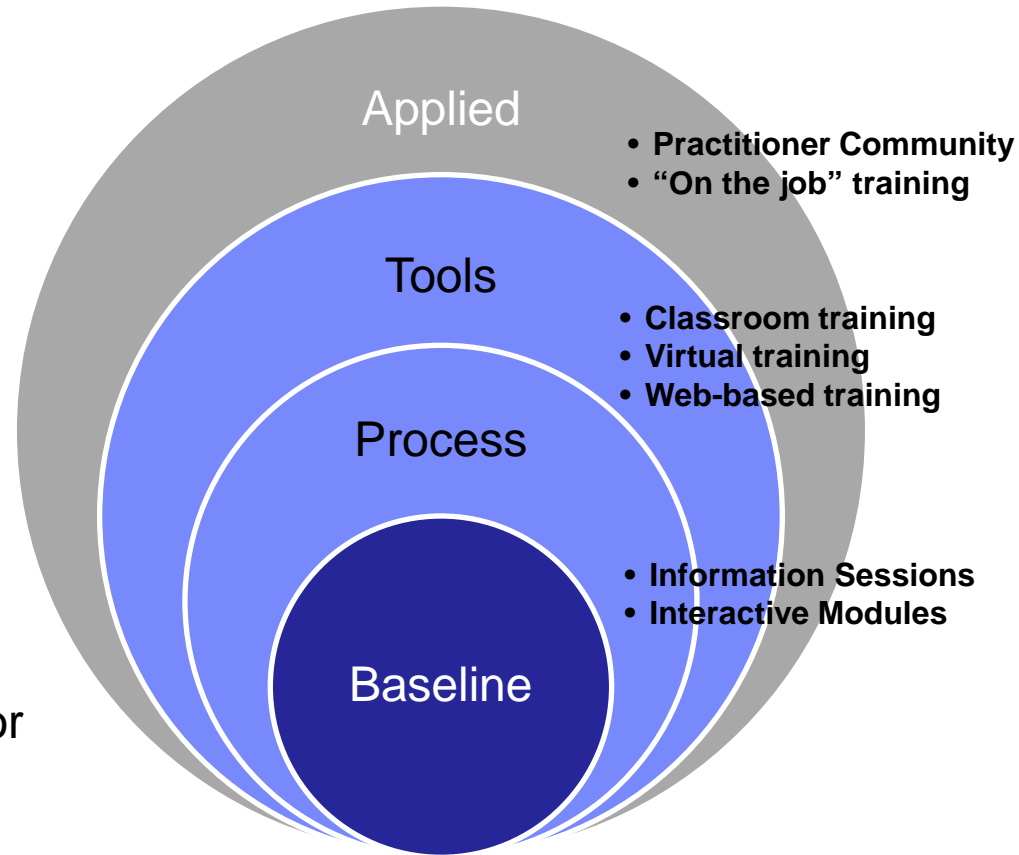 Applied
• Practitioner Community
• “On the job” training
Tools
• Classroom training
• Virtual training
• Web-based training
Process
• Information Sessions
• Interactive Modules
Baseline
or